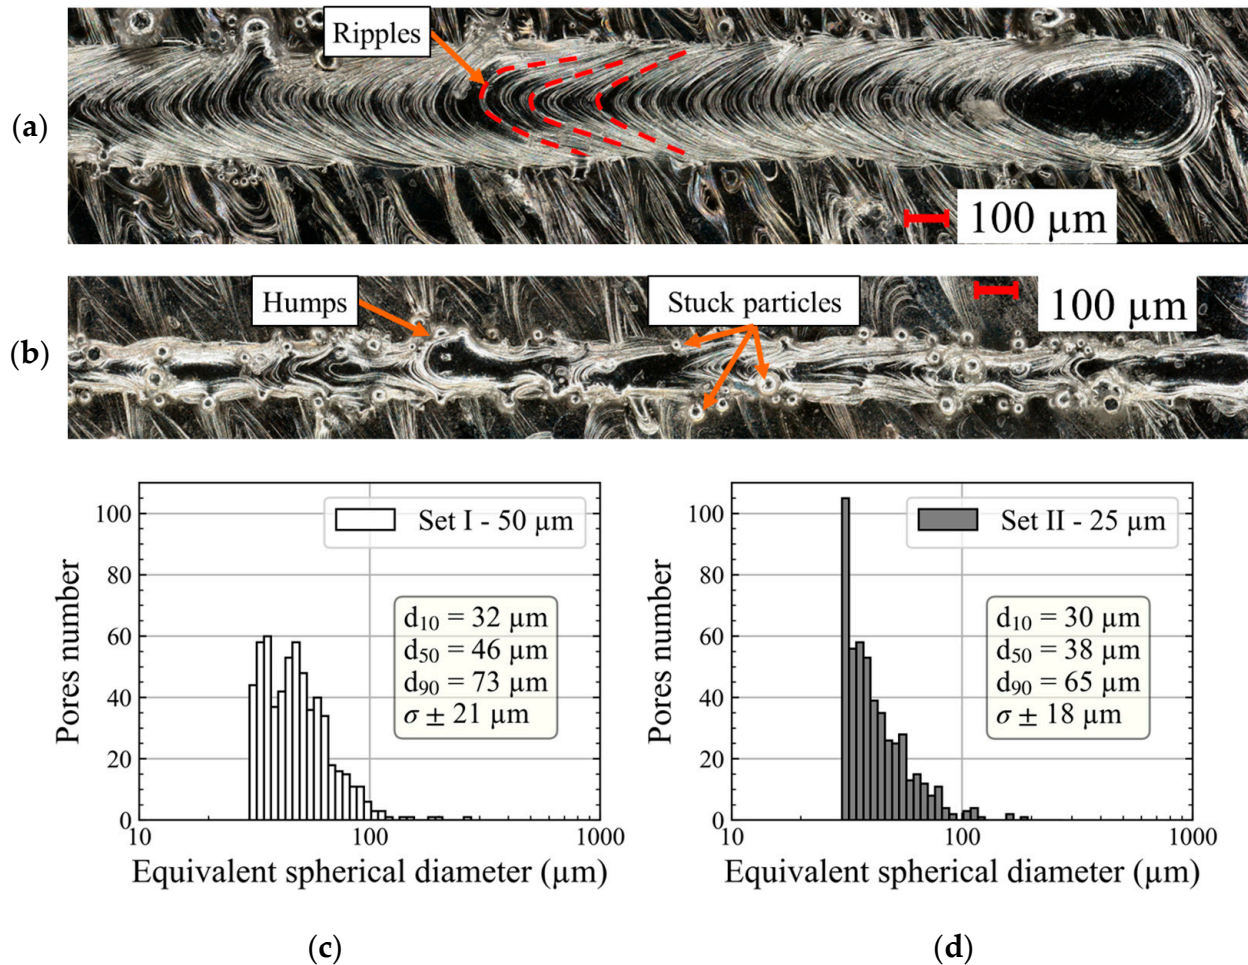 Ripples
(a)
100 µm
Humps
Stuck particles
100 µm
(b)
Set I - 50 µm
100
80
60
40
20
0
Pores number
d₁₀ = 32 µm
d₅₀ = 46 µm
d₉₀ = 73 µm
σ ± 21 µm
10
100
1000
Equivalent spherical diameter (µm)
(c)
Set II - 25 µm
100
80
60
40
20
0
Pores number
d₁₀ = 30 µm
d₅₀ = 38 µm
d₉₀ = 65 µm
σ ± 18 µm
10
100
1000
Equivalent spherical diameter (µm)
(d)